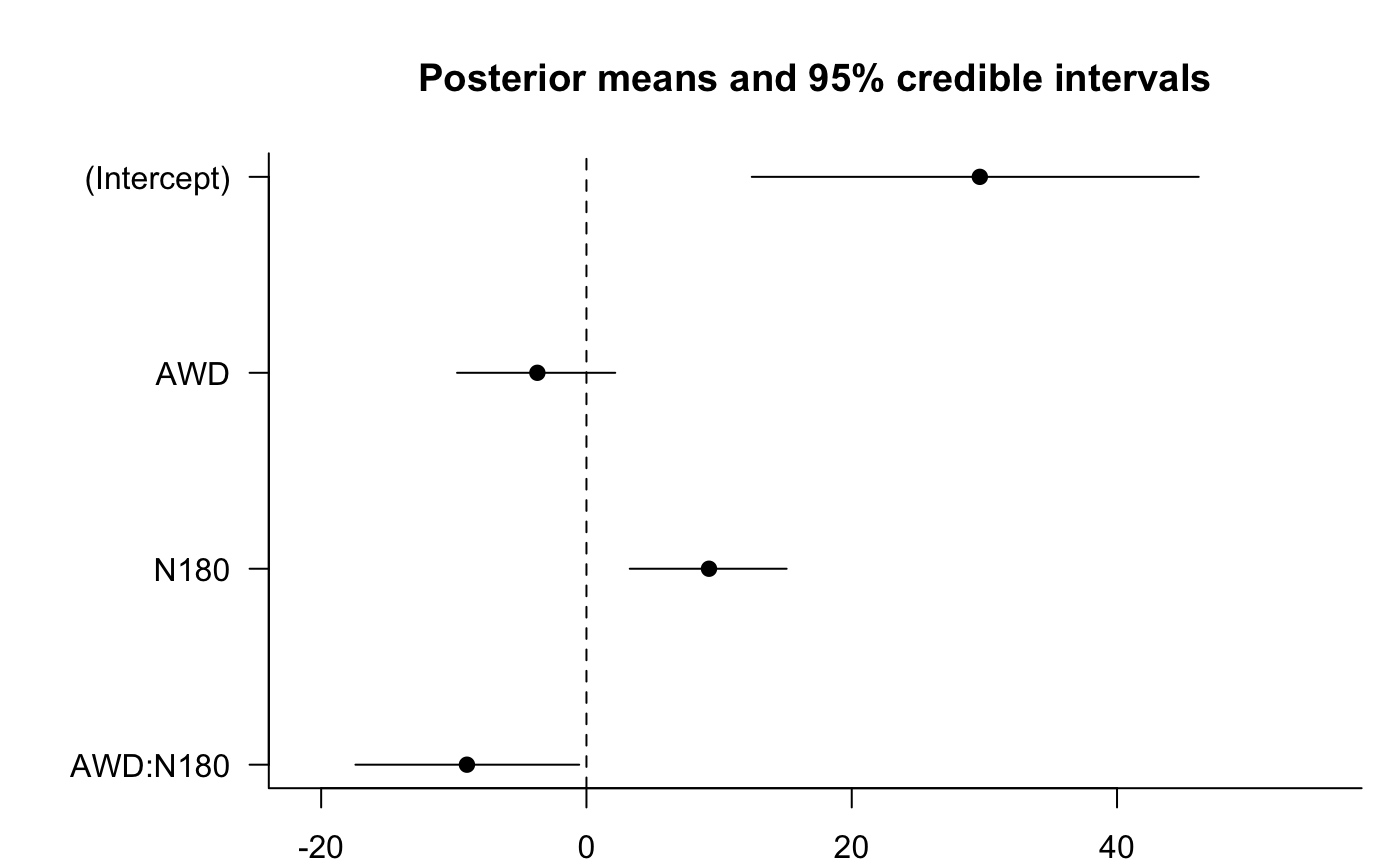 Posterior means and 95% credible intervals
(Intercept)
AWD
N180
AWD:N180
-20 0 20 40